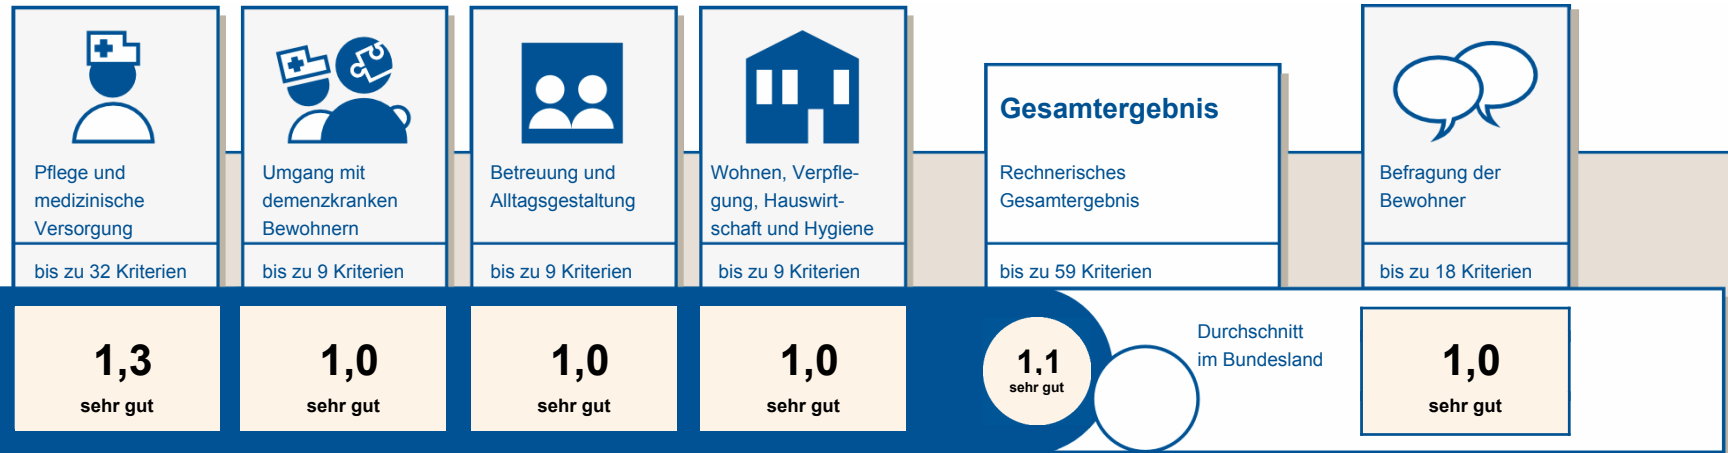 Pflege und
medizinische
Versorgung
bis zu 32 Kriterien
1,3
sehr gut
Umgang mit
demenzkranken
Bewohnern
bis zu 9 Kriterien
1,0
sehr gut
Betreuung und
Alltagsgestaltung
bis zu 9 Kriterien
1,0
sehr gut
Wohnen, Verpfle-
gung, Hauswirt-
schaft und Hygiene
bis zu 9 Kriterien
1,0
sehr gut
Gesamtergebnis
Rechnerisches
Gesamtergebnis
bis zu 59 Kriterien
1,1
sehr gut
Durchschnitt
im Bundesland
Befragung der
Bewohner
bis zu 18 Kriterien
1,0
sehr gut